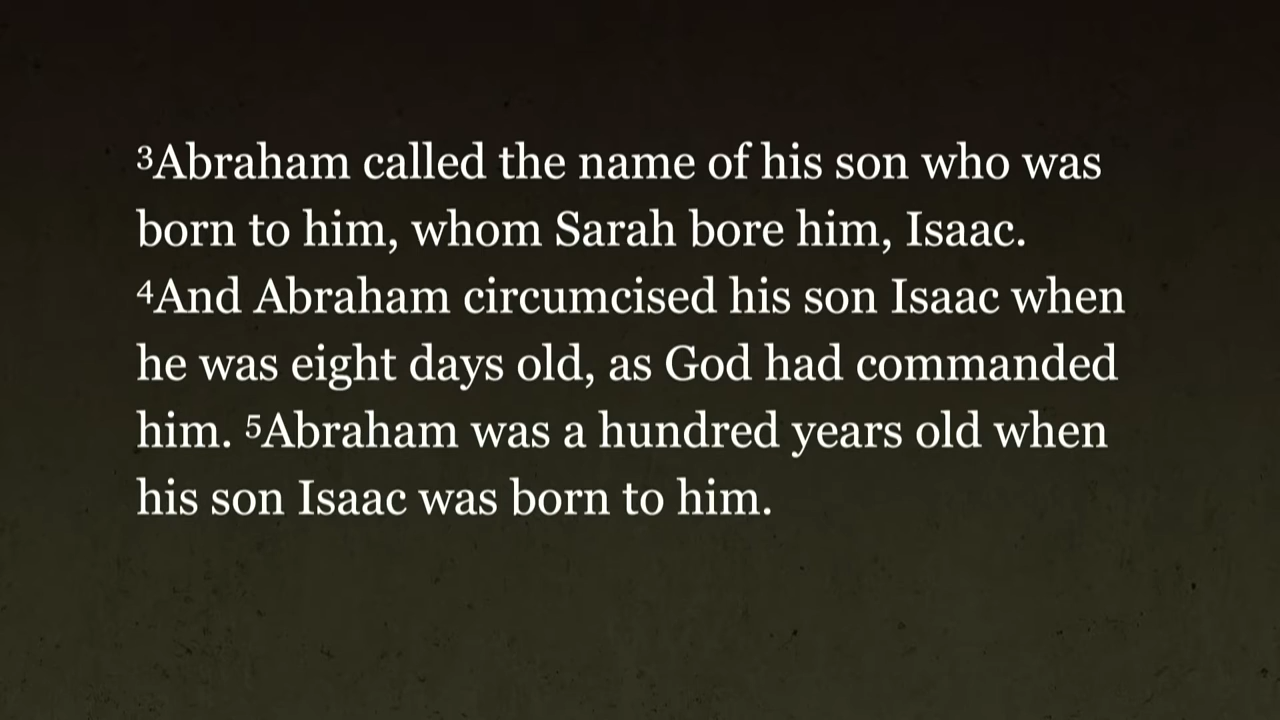 ³Abraham called the name of his son who was
born to him, whom Sarah bore him, Isaac.
⁴And Abraham circumcised his son Isaac when
he was eight days old, as God had commanded
him. ⁵Abraham was a hundred years old when
his son Isaac was born to him.